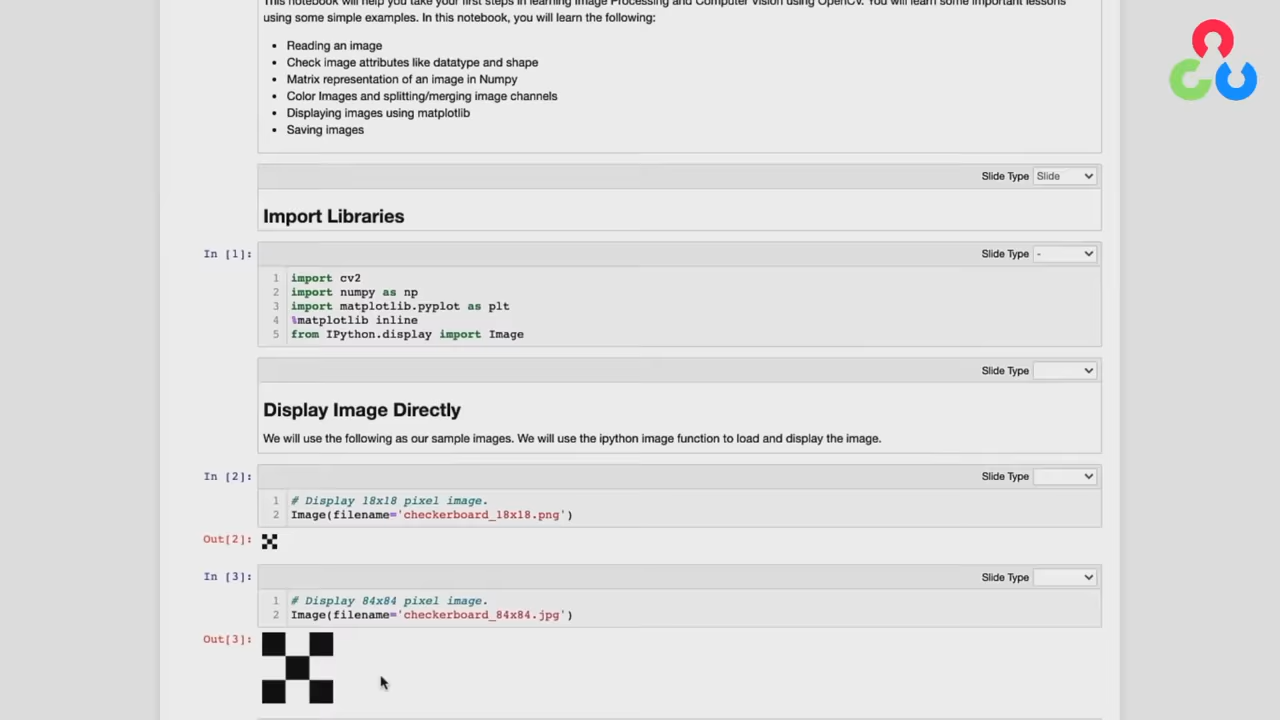 This notebook will help you take your first steps in learning Image Processing and Computer Vision using OpenCV. You will learn some important lessons
using some simple examples. In this notebook, you will learn the following:
• Reading an image
• Check image attributes like datatype and shape
• Matrix representation of an image in Numpy
• Color Images and splitting/merging image channels
• Displaying images using matplotlib
• Saving images
Slide Type Slide
Import Libraries
In [1]:
Slide Type -
1 import cv2
2 import numpy as np
3 import matplotlib.pyplot as plt
4 %matplotlib inline
5 from IPython.display import Image
Slide Type
Display Image Directly
We will use the following as our sample images. We will use the ipython image function to load and display the image.
In [2]:
Slide Type
1 # Display 18x18 pixel image.
2 Image(filename='checkerboard_18x18.png')
Out[2]:
In [3]:
Slide Type
1 # Display 84x84 pixel image.
2 Image(filename='checkerboard_84x84.jpg')
Out[3]: